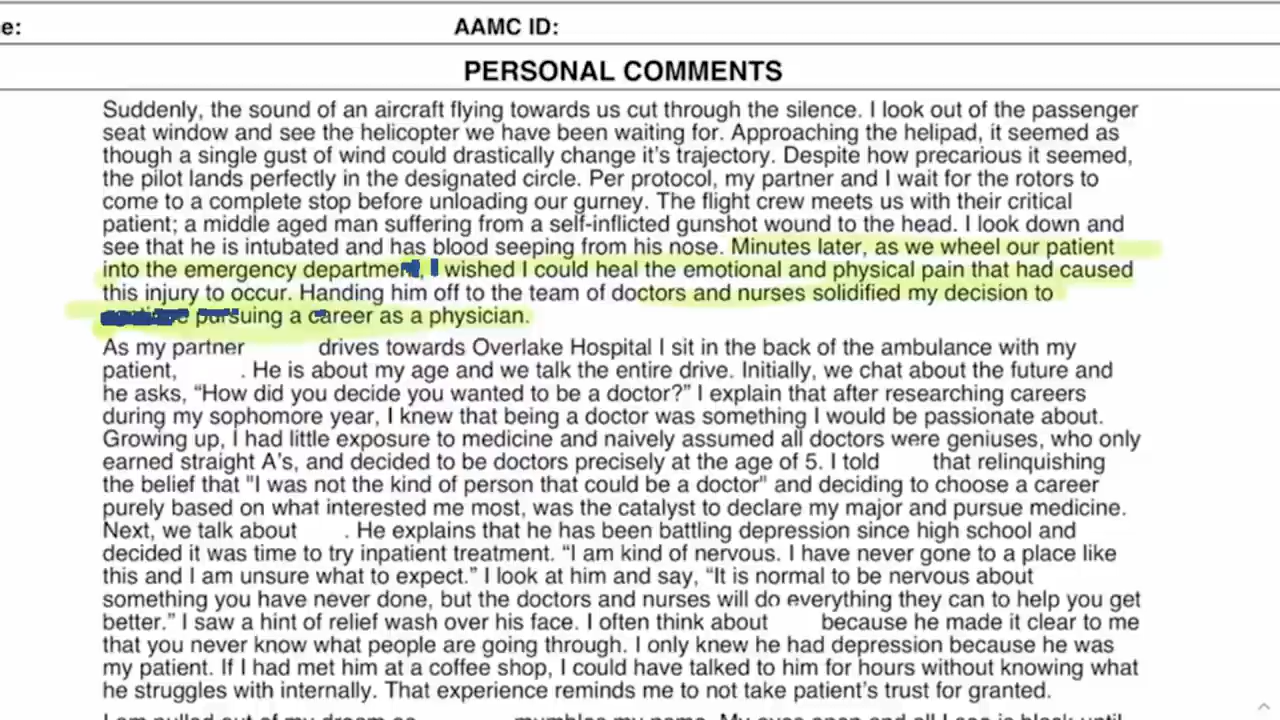 e:
AAMC ID:
PERSONAL COMMENTS
Suddenly, the sound of an aircraft flying towards us cut through the silence. I look out of the passenger
seat window and see the helicopter we have been waiting for. Approaching the helipad, it seemed as
though a single gust of wind could drastically change it's trajectory. Despite how precarious it seemed,
the pilot lands perfectly in the designated circle. Per protocol, my partner and I wait for the rotors to
come to a complete stop before unloading our gurney. The flight crew meets us with their critical
patient; a middle aged man suffering from a self-inflicted gunshot wound to the head. I look down and
see that he is intubated and has blood seeping from his nose. Minutes later, as we wheel our patient
into the emergency department, I wished I could heal the emotional and physical pain that had caused
this injury to occur. Handing him off to the team of doctors and nurses solidified my decision to
pursuing a career as a physician.
As my partner drives towards Overlake Hospital I sit in the back of the ambulance with my
patient, . He is about my age and we talk the entire drive. Initially, we chat about the future and
he asks, “How did you decide you wanted to be a doctor?” I explain that after researching careers
during my sophomore year, I knew that being a doctor was something I would be passionate about.
Growing up, I had little exposure to medicine and naively assumed all doctors were geniuses, who only
earned straight A's, and decided to be doctors precisely at the age of 5. I told that relinquishing
the belief that "I was not the kind of person that could be a doctor" and deciding to choose a career
purely based on what interested me most, was the catalyst to declare my major and pursue medicine.
Next, we talk about . He explains that he has been battling depression since high school and
decided it was time to try inpatient treatment. “I am kind of nervous. I have never gone to a place like
this and I am unsure what to expect.” I look at him and say, “It is normal to be nervous about
something you have never done, but the doctors and nurses will do everything they can to help you get
better.” I saw a hint of relief wash over his face. I often think about because he made it clear to me
that you never know what people are going through. I only knew he had depression because he was
my patient. If I had met him at a coffee shop, I could have talked to him for hours without knowing what
he struggles with internally. That experience reminds me to not take patient's trust for granted.
I am pulled out of my dream as mumbles my name. My eyes open and all I see is black until